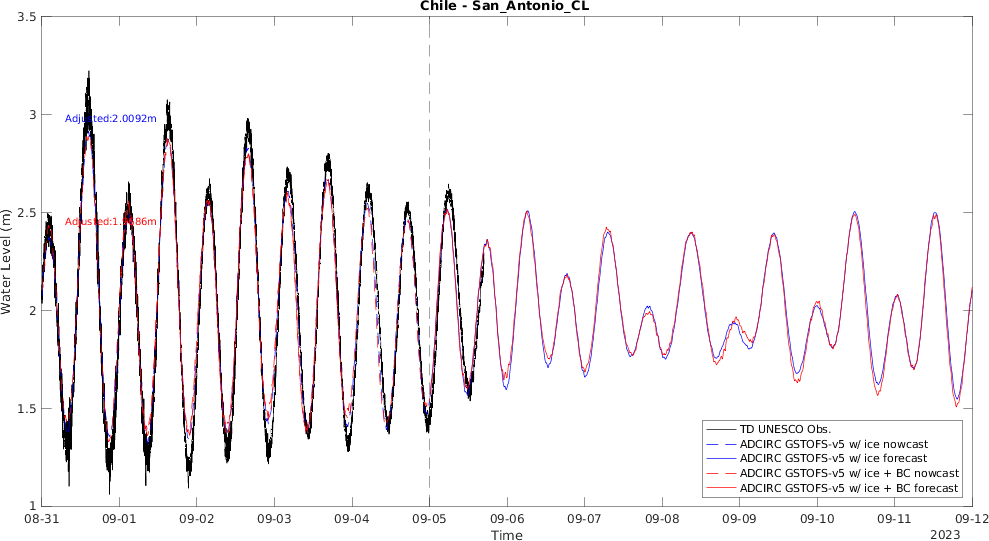 Chile - San_Antonio_CL
3.5
3
2.5
2
1.5
1
Water Level (m)
Adjusted:2.0092m
08-31
09-01
09-02
09-03
09-04
09-05
09-06
09-07
09-08
09-09
09-10
09-11
09-12
Time
2023
TD UNESCO Obs.
ADCIRC GSTOFS-v5 w/ ice nowcast
ADCIRC GSTOFS-v5 w/ ice forecast
ADCIRC GSTOFS-v5 w/ ice + BC nowcast
ADCIRC GSTOFS-v5 w/ ice + BC forecast